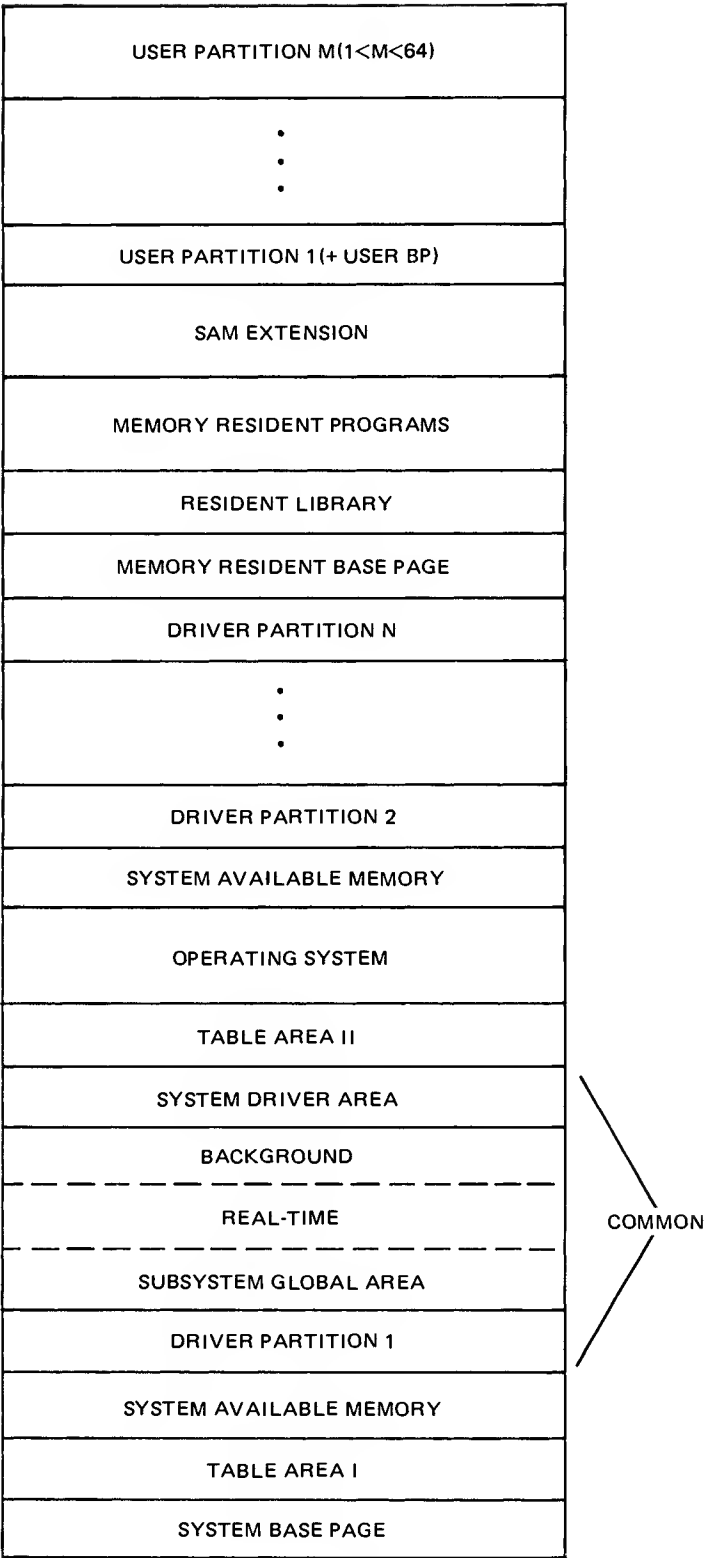 USER PARTITION M(1<M<64)
USER PARTITION 1(+ USER BP)
SAM EXTENSION
MEMORY RESIDENT PROGRAMS
RESIDENT LIBRARY
MEMORY RESIDENT BASE PAGE
DRIVER PARTITION N
DRIVER PARTITION 2
SYSTEM AVAILABLE MEMORY
OPERATING SYSTEM
TABLE AREA II
SYSTEM DRIVER AREA
BACKGROUND
REAL-TIME
COMMON
SUBSYSTEM GLOBAL AREA
DRIVER PARTITION 1
SYSTEM AVAILABLE MEMORY
TABLE AREA I
SYSTEM BASE PAGE